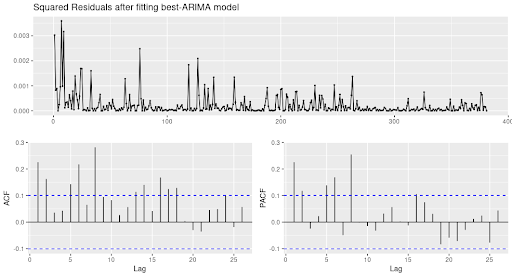 Squared Residuals after fitting best-ARIMA model
0.003
0.002
0.001
0.000
0 100 200 300 400
0.3
0.2
0.1
0.0
-0.1
ACF
0 5 10 15 20 25
Lag
0.3
0.2
0.1
0.0
-0.1
PACF
0 5 10 15 20 25
Lag